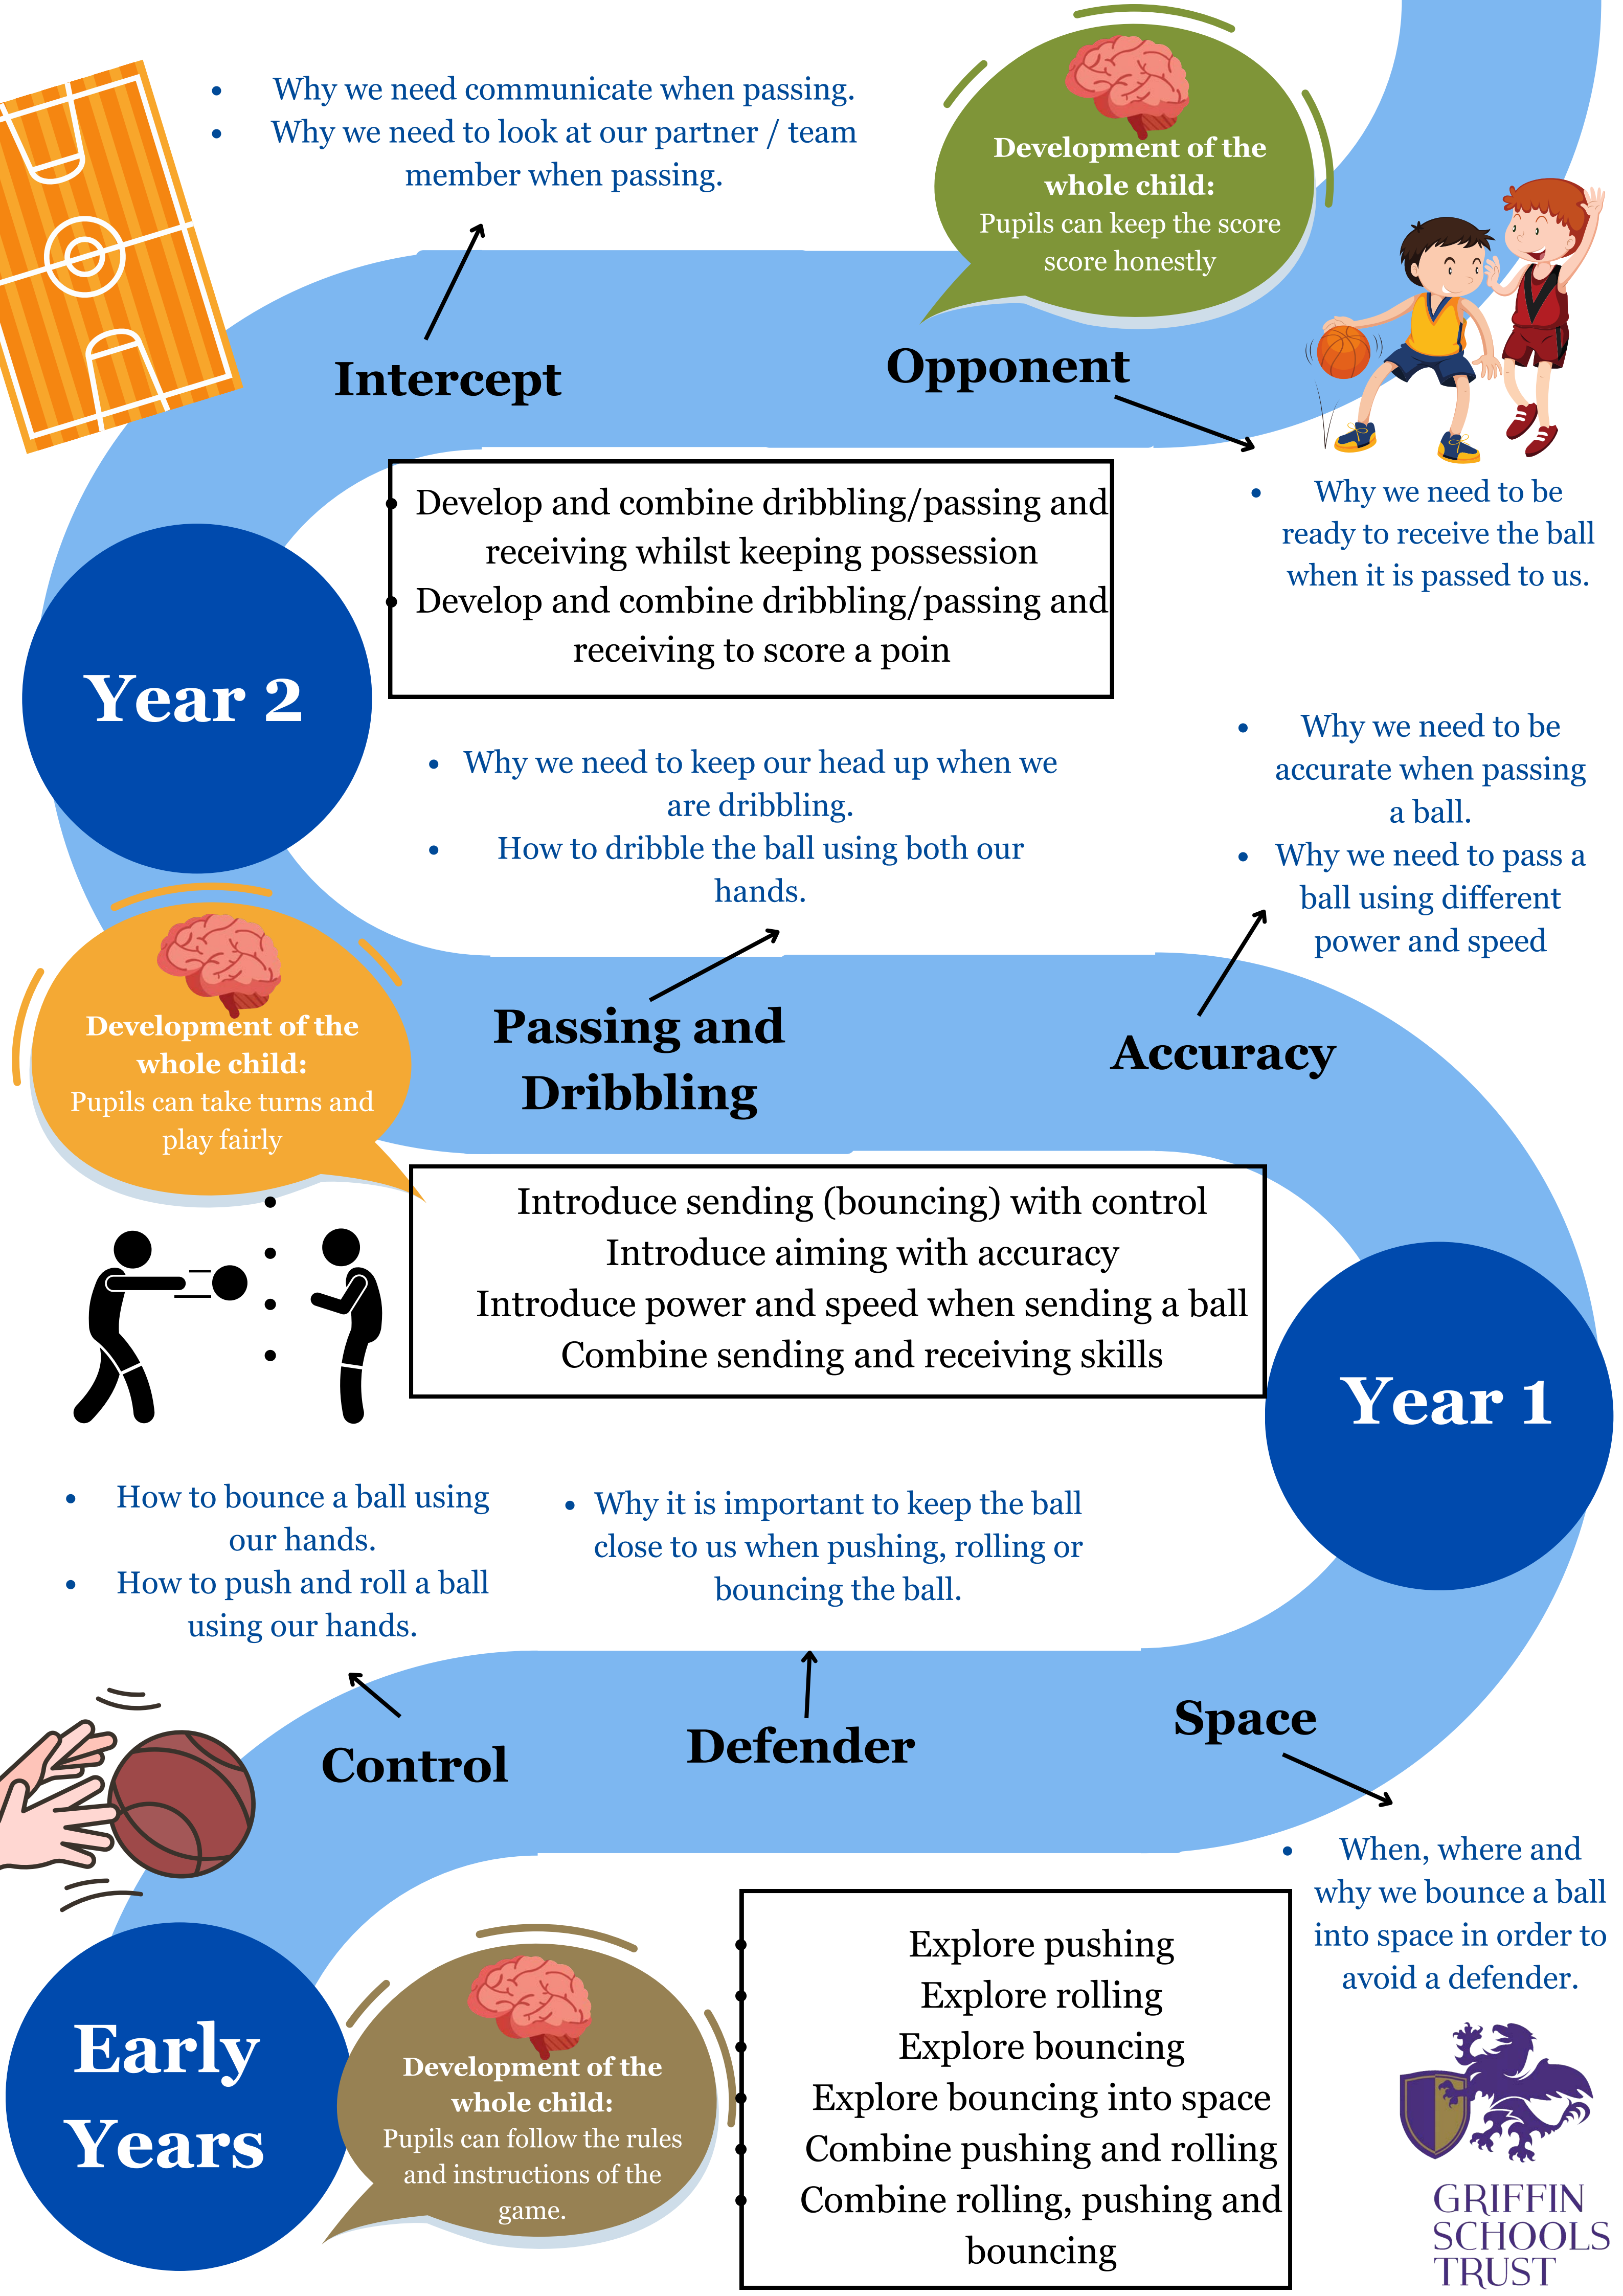 • Why we need communicate when passing.
• Why we need to look at our partner / team
member when passing.
Development of the
whole child:
Pupils can keep the score
score honestly
Intercept
Opponent
• Why we need to be
ready to receive the ball
when it is passed to us.
• Develop and combine dribbling/passing and
receiving whilst keeping possession
• Develop and combine dribbling/passing and
receiving to score a poin
Year 2
• Why we need to keep our head up when we
are dribbling.
• How to dribble the ball using both our
hands.
• Why we need to be
accurate when passing
a ball.
• Why we need to pass a
ball using different
power and speed
Development of the
whole child:
Pupils can take turns and
play fairly
Passing and
Dribbling
Accuracy
• Introduce sending (bouncing) with control
• Introduce aiming with accuracy
• Introduce power and speed when sending a ball
• Combine sending and receiving skills
Year 1
• How to bounce a ball using
our hands.
• How to push and roll a ball
using our hands.
• Why it is important to keep the ball
close to us when pushing, rolling or
bouncing the ball.
Control
Defender
Space
• When, where and
why we bounce a ball
into space in order to
avoid a defender.
Early
Years
Development of the
whole child:
Pupils can follow the rules
and instructions of the
game.
• Explore pushing
• Explore rolling
• Explore bouncing
• Explore bouncing into space
• Combine pushing and rolling
• Combine rolling, pushing and
bouncing
GRIFFIN
SCHOOLS
TRUST